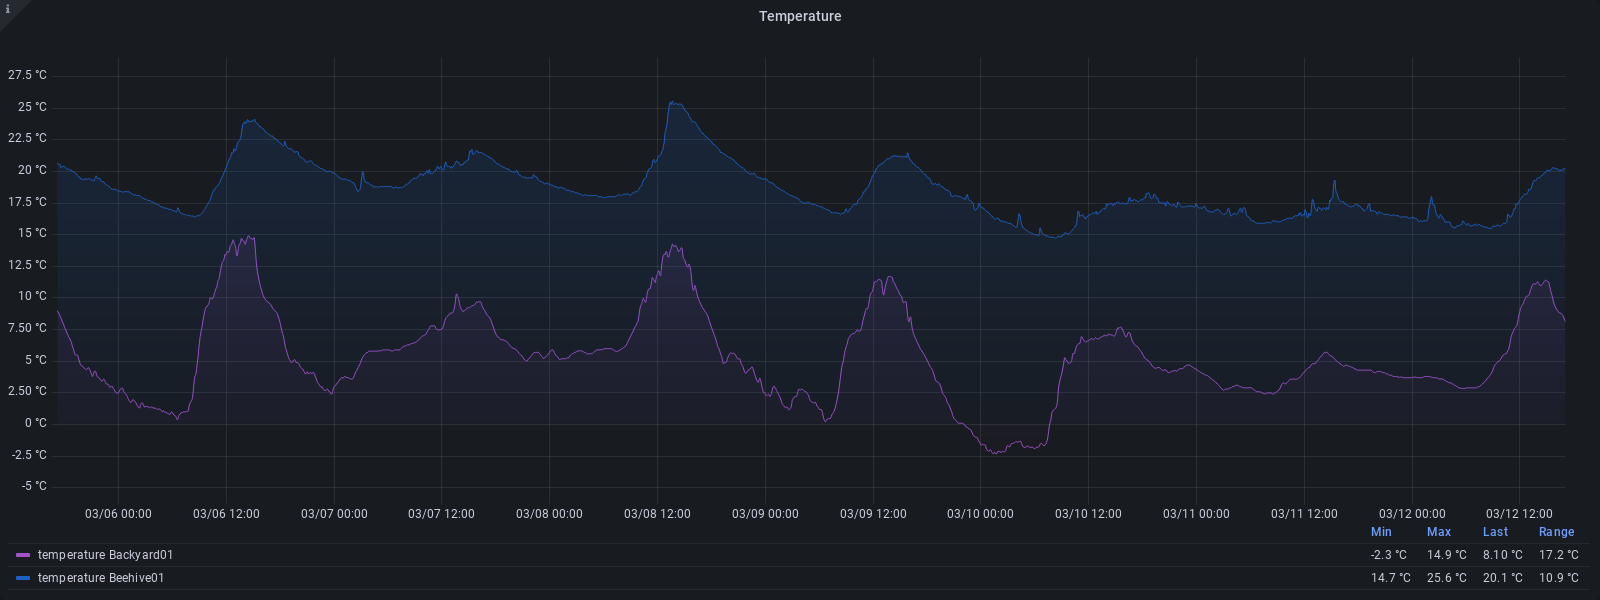 i
Temperature
27.5 °C
25 °C
22.5 °C
20 °C
17.5 °C
15 °C
12.5 °C
10 °C
7.50 °C
5 °C
2.50 °C
0 °C
-2.5 °C
-5 °C
03/06 00:00 03/06 12:00 03/07 00:00 03/07 12:00 03/08 00:00 03/08 12:00 03/09 00:00 03/09 12:00 03/10 00:00 03/10 12:00 03/11 00:00 03/11 12:00 03/12 00:00 03/12 12:00
Min Max Last Range
temperature Backyard01 -2.3 °C 14.9 °C 8.10 °C 17.2 °C
temperature Beehive01 14.7 °C 25.6 °C 20.1 °C 10.9 °C